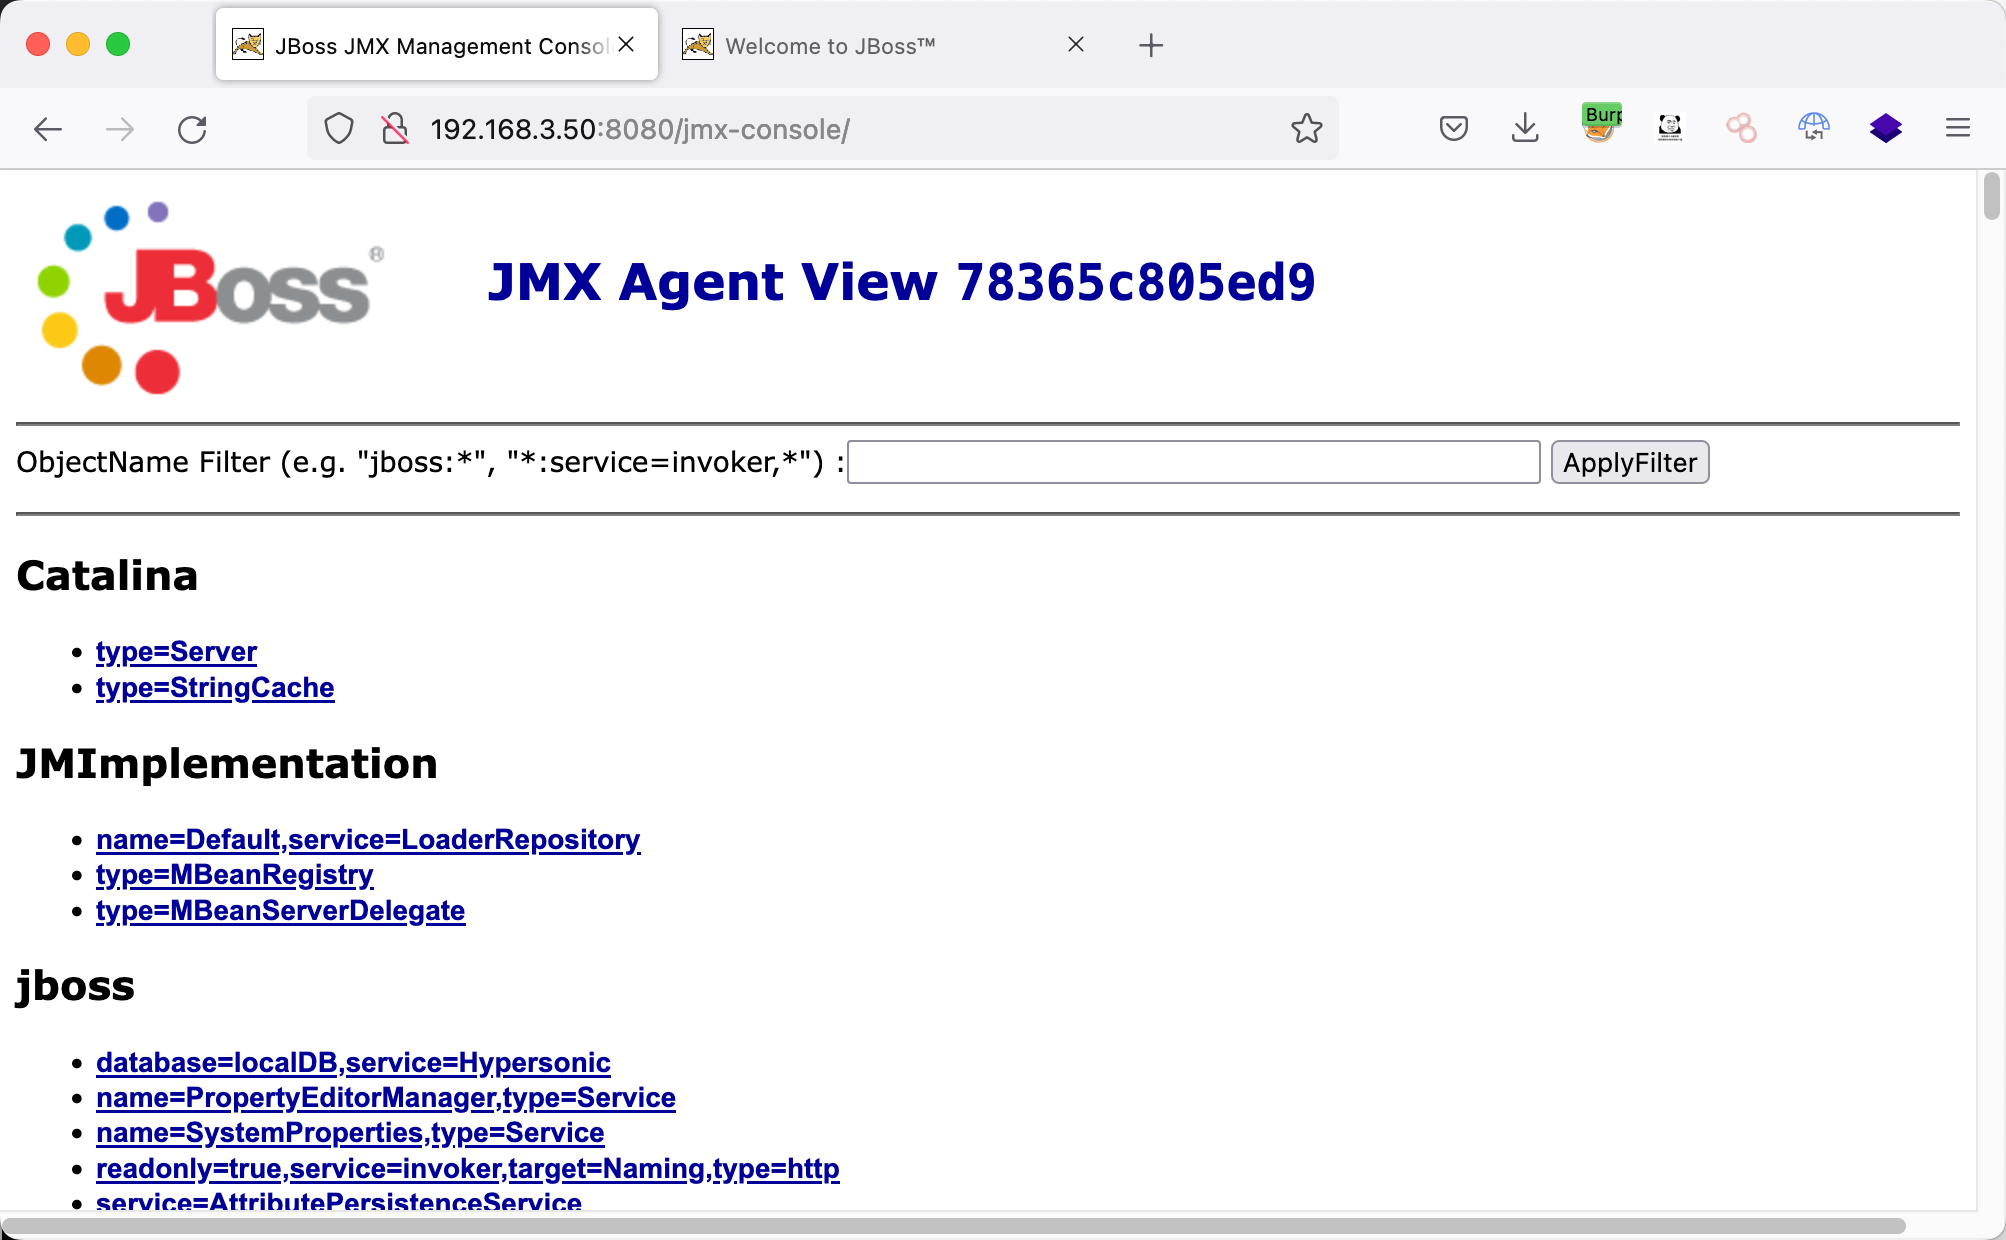 JBoss JMX Management Consol
Welcome to JBoss™
192.168.3.50:8080/jmx-console/
Burp
JBoss®
JMX Agent View 78365c805ed9
ObjectName Filter (e.g. "jboss:*", "*:service=invoker,*") :
ApplyFilter
Catalina
type=Server
type=StringCache
JMImplementation
name=Default,service=LoaderRepository
type=MBeanRegistry
type=MBeanServerDelegate
jboss
database=localDB,service=Hypersonic
name=PropertyEditorManager,type=Service
name=SystemProperties,type=Service
readonly=true,service=invoker,target=Naming,type=http
service=AttributePersistenceService